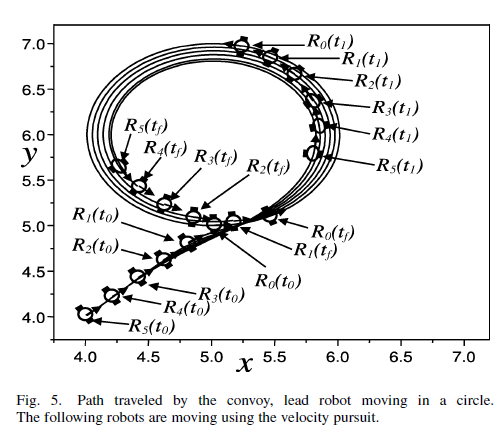 7.0
6.5
6.0
5.5
5.0
4.5
4.0
y
R0(t1)
R1(t1)
R2(t1)
R3(t1)
R4(t1)
R5(t1)
R5(tf)
R4(tf)
R3(tf)
R2(tf)
R1(t0)
R2(t0)
R0(tf)
R1(tf)
R0(t0)
R3(t0)
R4(t0)
R5(t0)
4.0 4.5 5.0 5.5 6.0 6.5 7.0
x
Fig. 5. Path traveled by the convoy, lead robot moving in a circle.
The following robots are moving using the velocity pursuit.